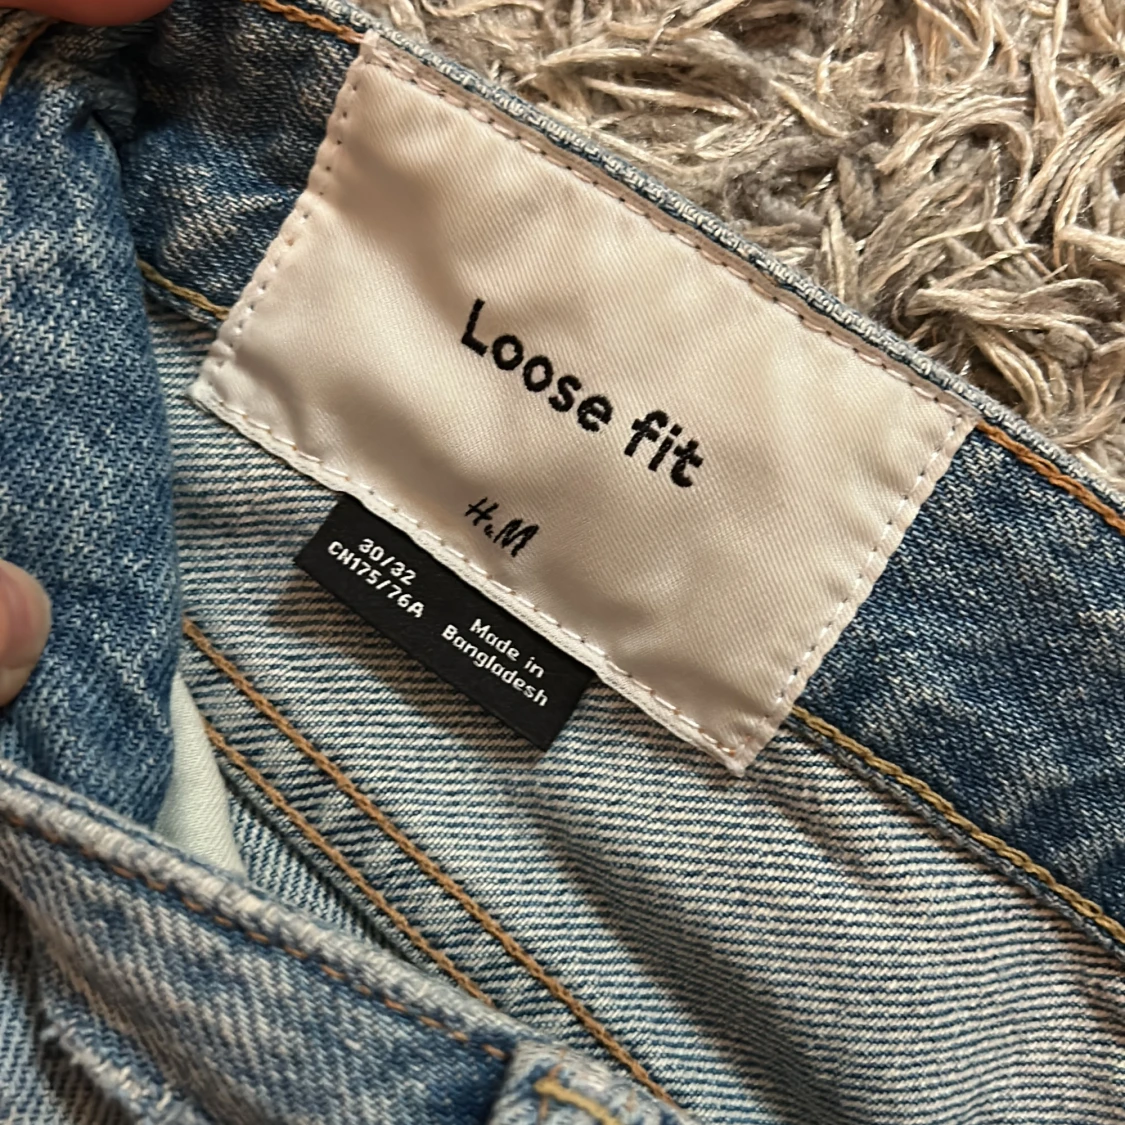 Loose fit
H&M
30/32
CN175/76A
Made in
Bangladesh